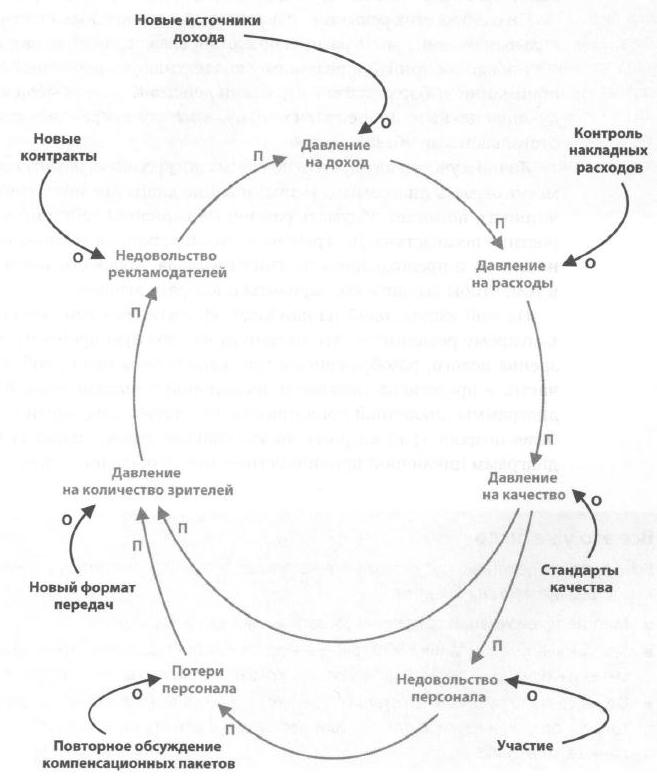 Новые источники
дохода
О
Новые
контракты
П
Давление
на доход
Контроль
накладных
расходов
О
Недовольство
рекламодателей
П
О
Давление
на расходы
П
П
Давление
на количество зрителей
Давление
на качество
О
П
П
О
Новый формат
передач
Стандарты
качества
П
П
Потери
персонала
Недовольство
персонала
О
О
П
Повторное обсуждение
компенсационных пакетов
Участие